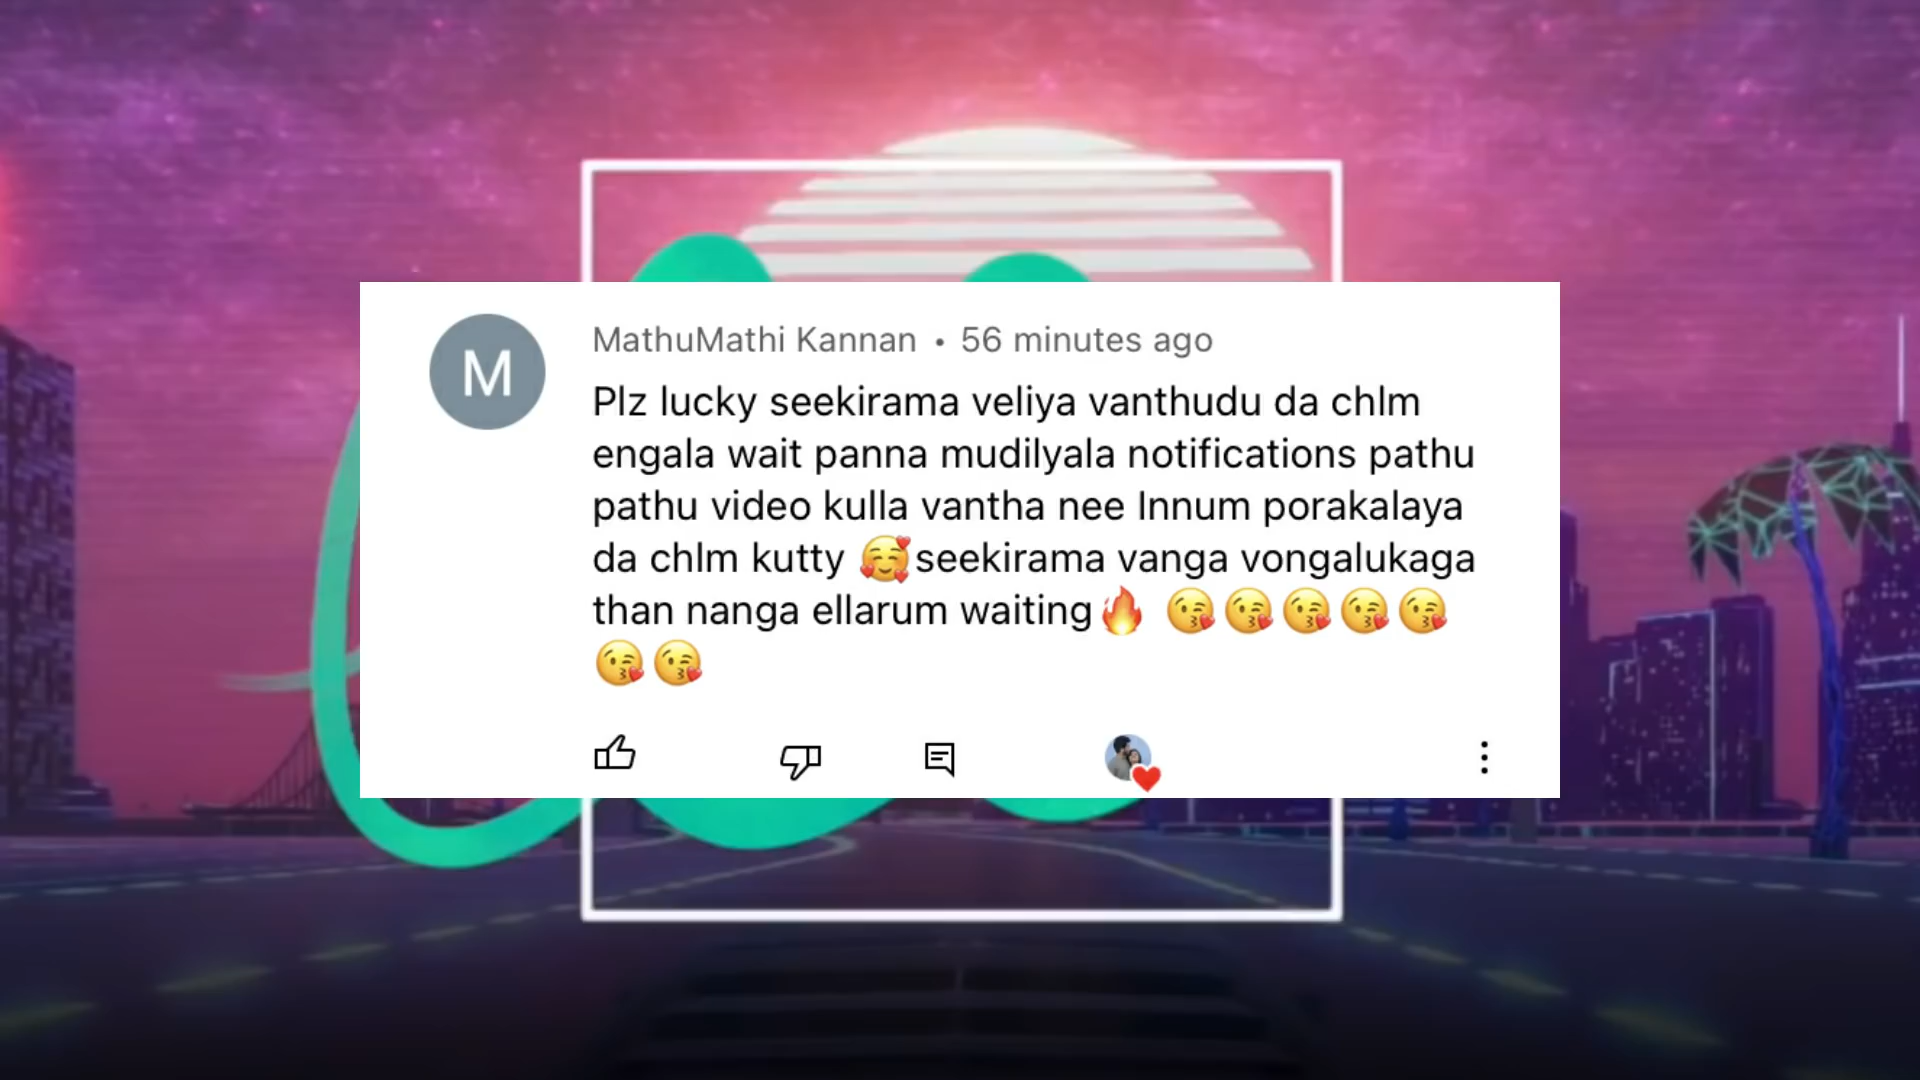 M
MathuMathi Kannan • 56 minutes ago
Plz lucky seekirama veliya vanthudu da chlm
engala wait panna mudilyala notifications pathu
pathu video kulla vantha nee Innum porakalaya
da chlm kutty 🥰seekirama vanga vongalukaga
than nanga ellarum waiting🔥 😘😘😘😘😘
😘😘